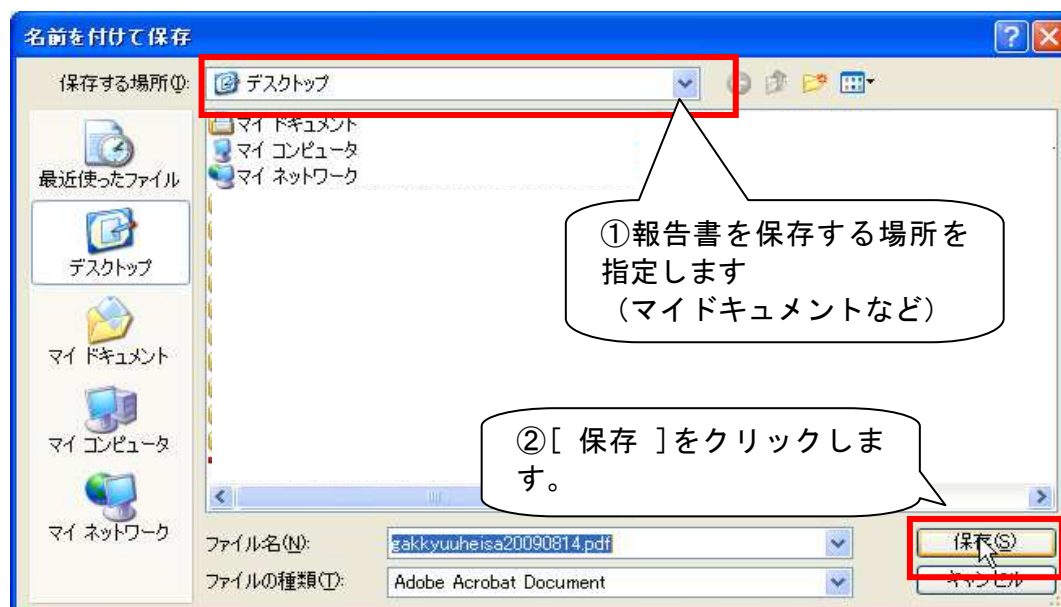 名前を付けて保存
保存する場所(I):
デスクトップ
マイ ドキュメント
マイ コンピュータ
マイ ネットワーク
最近使ったファイル
デスクトップ
マイ ドキュメント
マイ コンピュータ
マイ ネットワーク
①報告書を保存する場所を
指定します
（マイドキュメントなど）
②[ 保存 ]をクリックしま
す。
ファイル名(N):
gakkyuuheisa20090814.pdf
保存(S)
ファイルの種類(T):
Adobe Acrobat Document
キャンセル